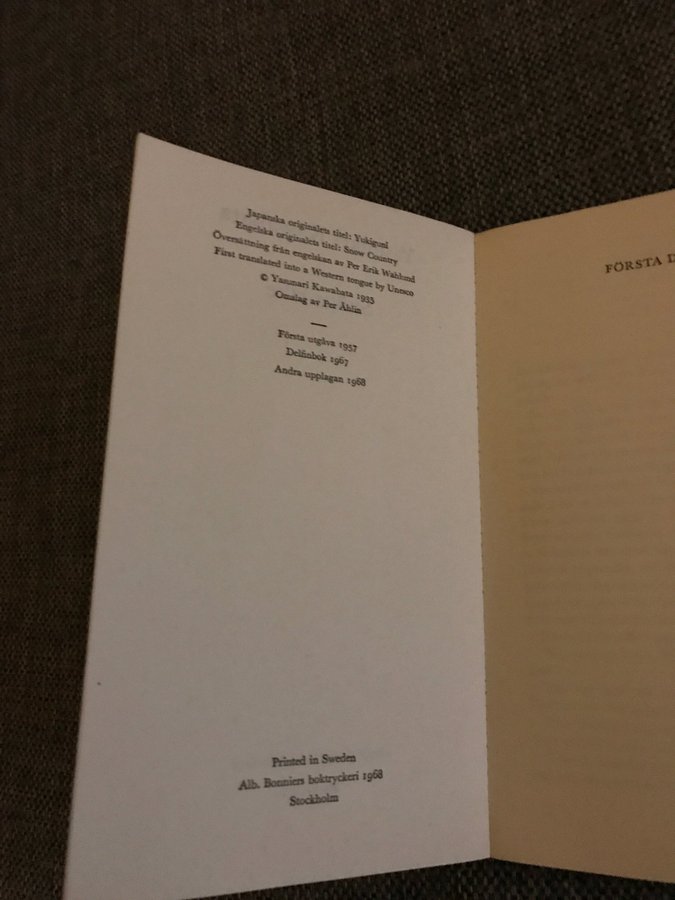 Japanska originalets titel: Yukiguni
Engelska originalets titel: Snow Country
Översättning från engelskan av Per Erik Wahlund
First translated into a Western tongue by Unesco
© Yasunari Kawabata 1935
Omslag av Per Åhlin
Första utgåva 1957
Delfinbok 1967
Andra upplagan 1968
Printed in Sweden
Alb. Bonniers boktryckeri 1968
Stockholm
FÖRSTA